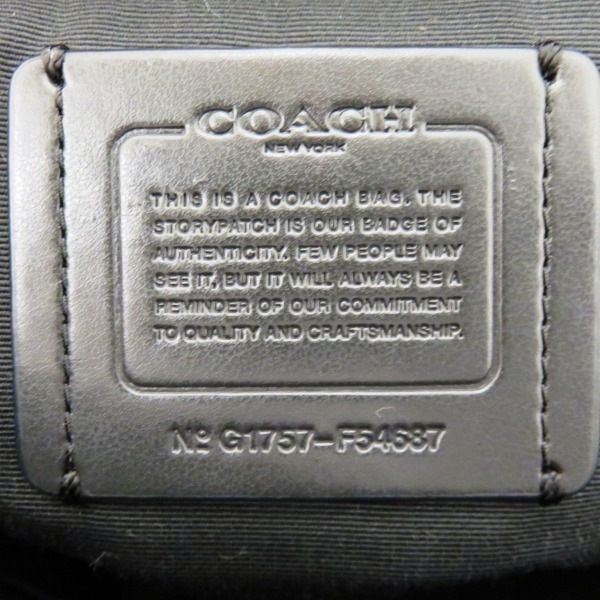 COACH
NEW YORK
THIS IS A COACH BAG. THE
STORYPATCH IS OUR BADGE OF
AUTHENTICITY. FEW PEOPLE MAY
SEE IT, BUT IT WILL ALWAYS BE A
REMINDER OF OUR COMMITMENT
TO QUALITY AND CRAFTSMANSHIP.
Nº G1757-F54687